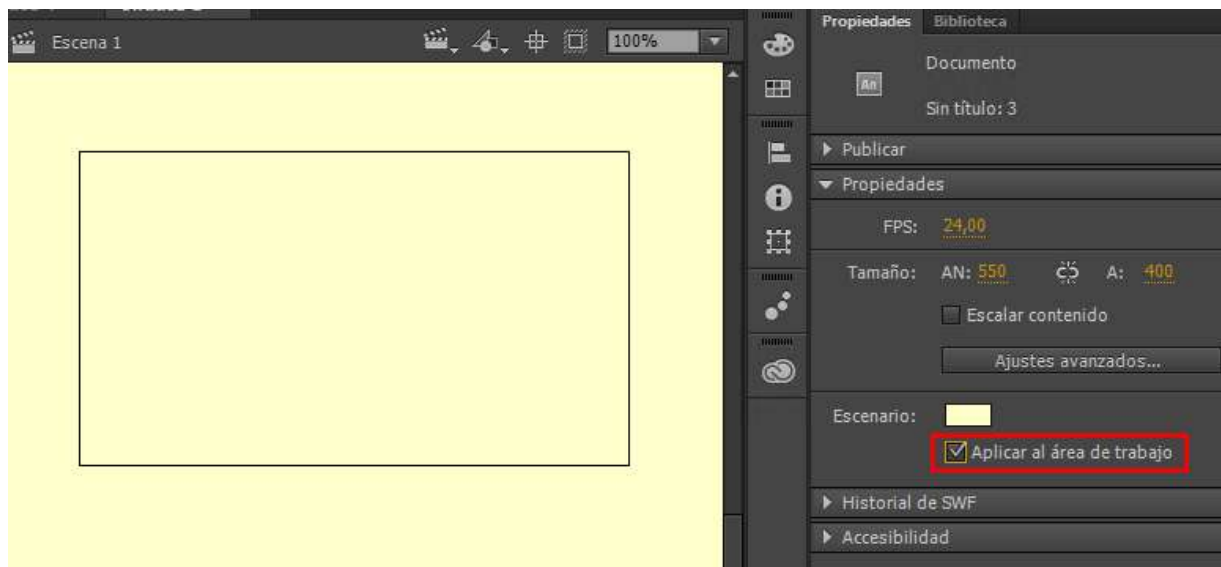 Escena 1
100%
Propiedades
Biblioteca
An
Documento
Sin título: 3
Publicar
Propiedades
FPS: 24,00
Tamaño: AN: 550 A: 400
Escalar contenido
Ajustes avanzados...
Escenario:
Aplicar al área de trabajo
Historial de SWF
Accesibilidad